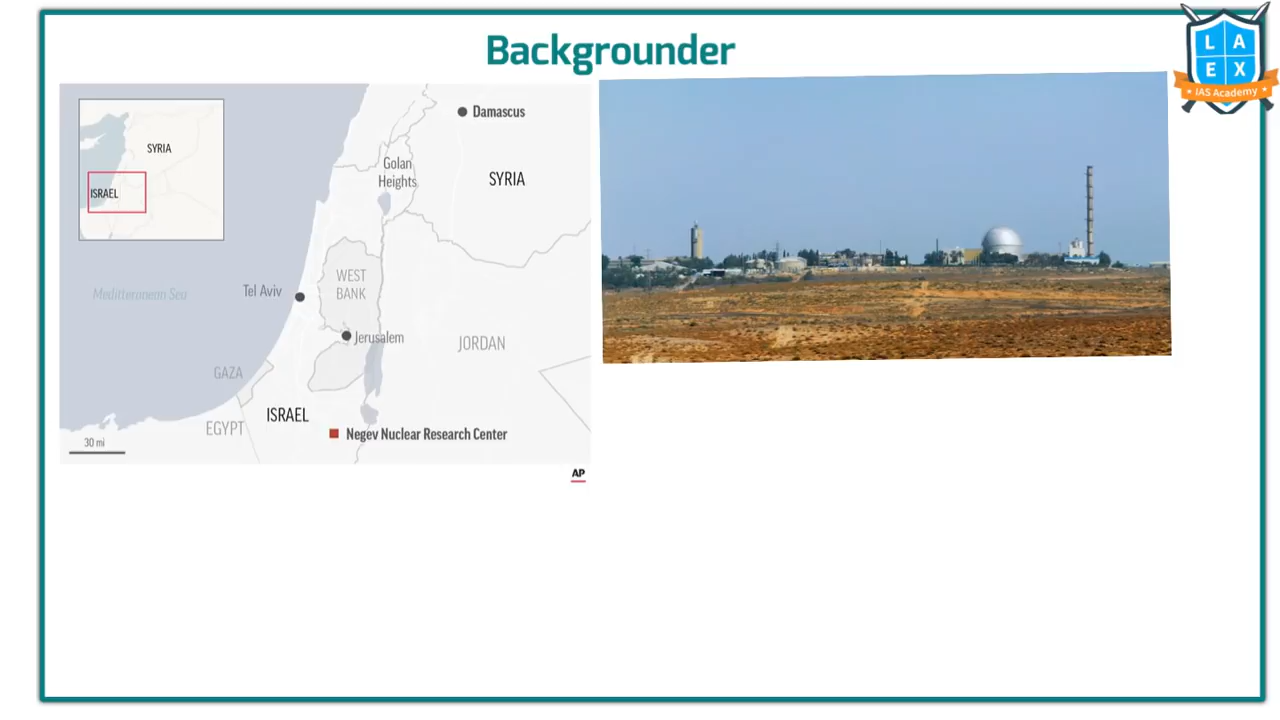 Backgrounder
L A
E X
iAS Academy
Damascus
SYRIA
ISRAEL
Golan
Heights
SYRIA
WEST
BANK
Meditteronean Sea
Tel Aviv
Jerusalem
JORDAN
GAZA
ISRAEL
EGYPT
Negev Nuclear Research Center
30 mi
AP